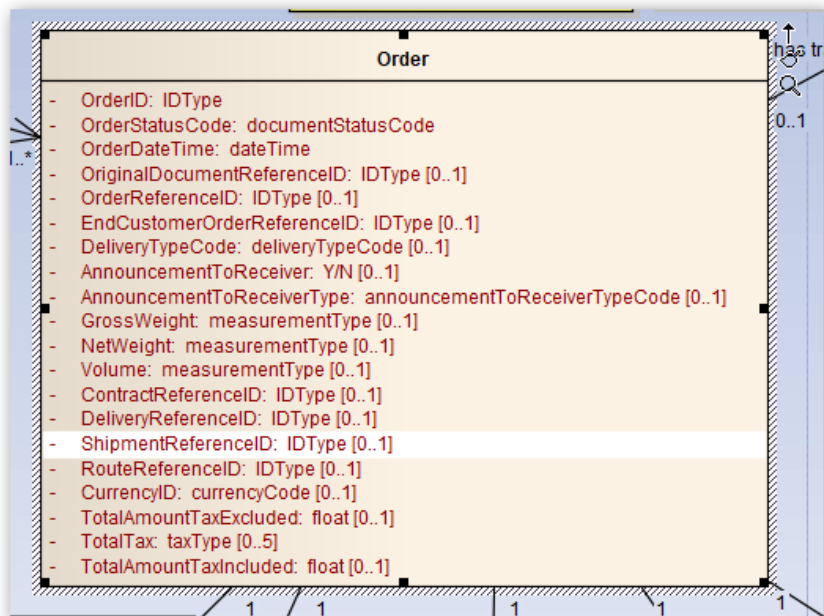 Order
has tr
- OrderID: IDType
- OrderStatusCode: documentStatusCode
0..1
- OrderDateTime: dateTime
..*
- OriginalDocumentReferenceID: IDType [0..1]
- OrderReferenceID: IDType [0..1]
- EndCustomerOrderReferenceID: IDType [0..1]
- DeliveryTypeCode: deliveryTypeCode [0..1]
- AnnouncementToReceiver: Y/N [0..1]
- AnnouncementToReceiverType: announcementToReceiverTypeCode [0..1]
- GrossWeight: measurementType [0..1]
- NetWeight: measurementType [0..1]
- Volume: measurementType [0..1]
- ContractReferenceID: IDType [0..1]
- DeliveryReferenceID: IDType [0..1]
- ShipmentReferenceID: IDType [0..1]
- RouteReferenceID: IDType [0..1]
- CurrencyID: currencyCode [0..1]
- TotalAmountTaxExcluded: float [0..1]
- TotalTax: taxType [0..5]
- TotalAmountTaxIncluded: float [0..1]
1 1 1 1 1